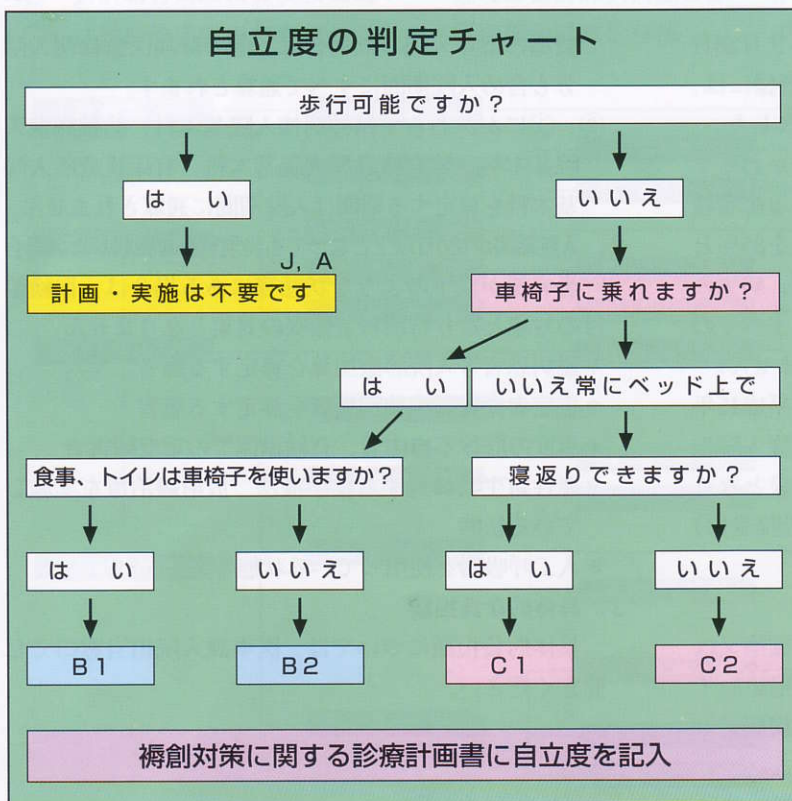 自立度の判定チャート
歩行可能ですか？
はい
いいえ
J, A
計画・実施は不要です
車椅子に乗れますか？
はい
いいえ常にベッド上で
食事、トイレは車椅子を使いますか？
寝返りできますか？
はい
いいえ
はい
いいえ
B1
B2
C1
C2
褥創対策に関する診療計画書に自立度を記入